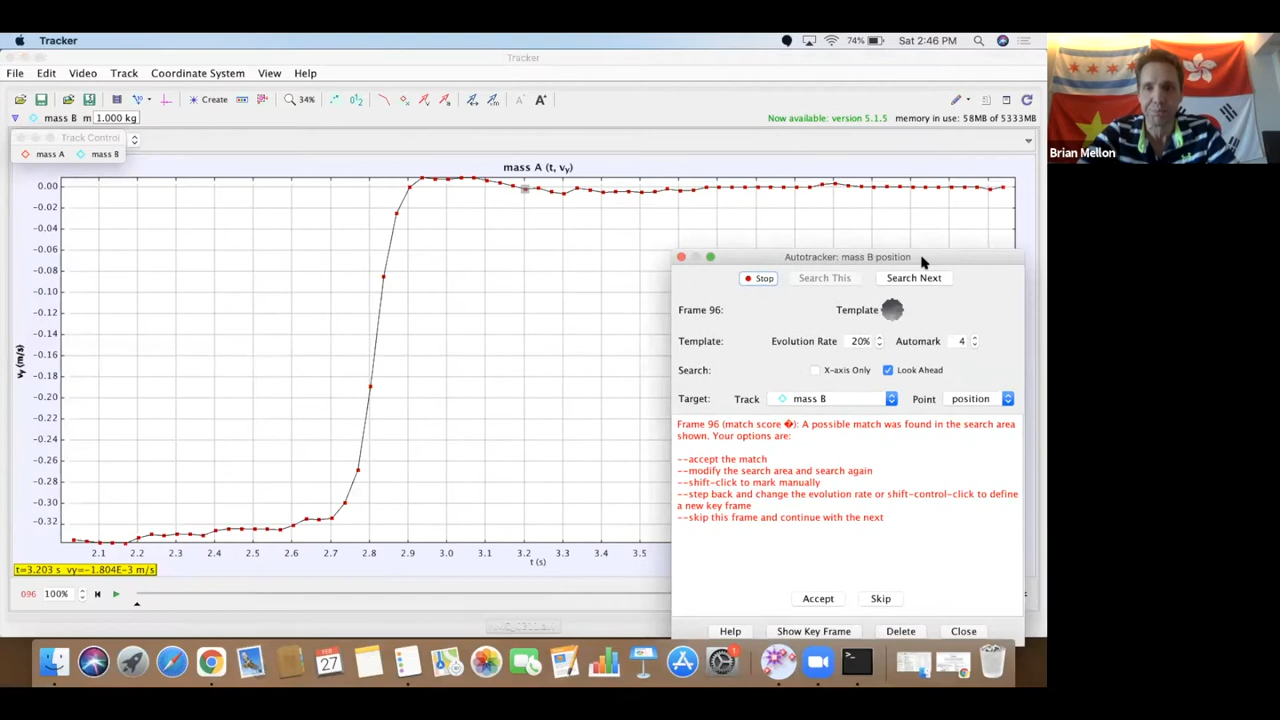 Tracker
74%
Sat 2:46 PM
Tracker
File Edit Video Track Coordinate System View Help
Create
34%
mass B m 1.000 kg
Now available: version 5.1.5 memory in use: 58MB of 5333MB
Track Control
mass A mass B
Brian Mellon
mass A (t, vy)
0.00
-0.02
-0.04
-0.06
-0.08
-0.10
-0.12
-0.14
-0.16
-0.18
-0.20
-0.22
-0.24
-0.26
-0.28
-0.30
-0.32
vy (m/s)
2.1 2.2 2.3 2.4 2.5 2.6 2.7 2.8 2.9 3.0 3.1 3.2 3.3 3.4 3.5
t (s)
t=3.203 s vy=-1.804E-3 m/s
096 100%
Autotracker: mass B position
Stop Search This Search Next
Frame 96: Template
Template: Evolution Rate 20% Automark 4
Search: X-axis Only Look Ahead
Target: Track mass B Point position
Frame 96 (match score �): A possible match was found in the search area
shown. Your options are:
--accept the match
--modify the search area and search again
--shift-click to mark manually
--step back and change the evolution rate or shift-control-click to define
a new key frame
--skip this frame and continue with the next
Accept Skip
Help Show Key Frame Delete Close
FEB
27
1